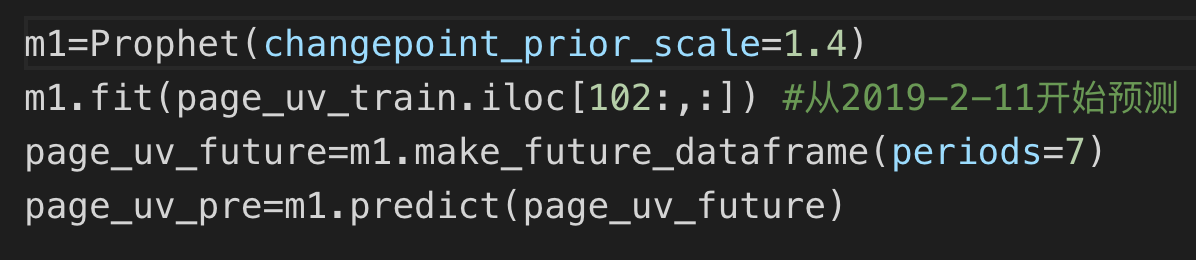 m1=Prophet(changepoint_prior_scale=1.4)
m1.fit(page_uv_train.iloc[102:,:]) #从2019-2-11开始预测
page_uv_future=m1.make_future_dataframe(periods=7)
page_uv_pre=m1.predict(page_uv_future)